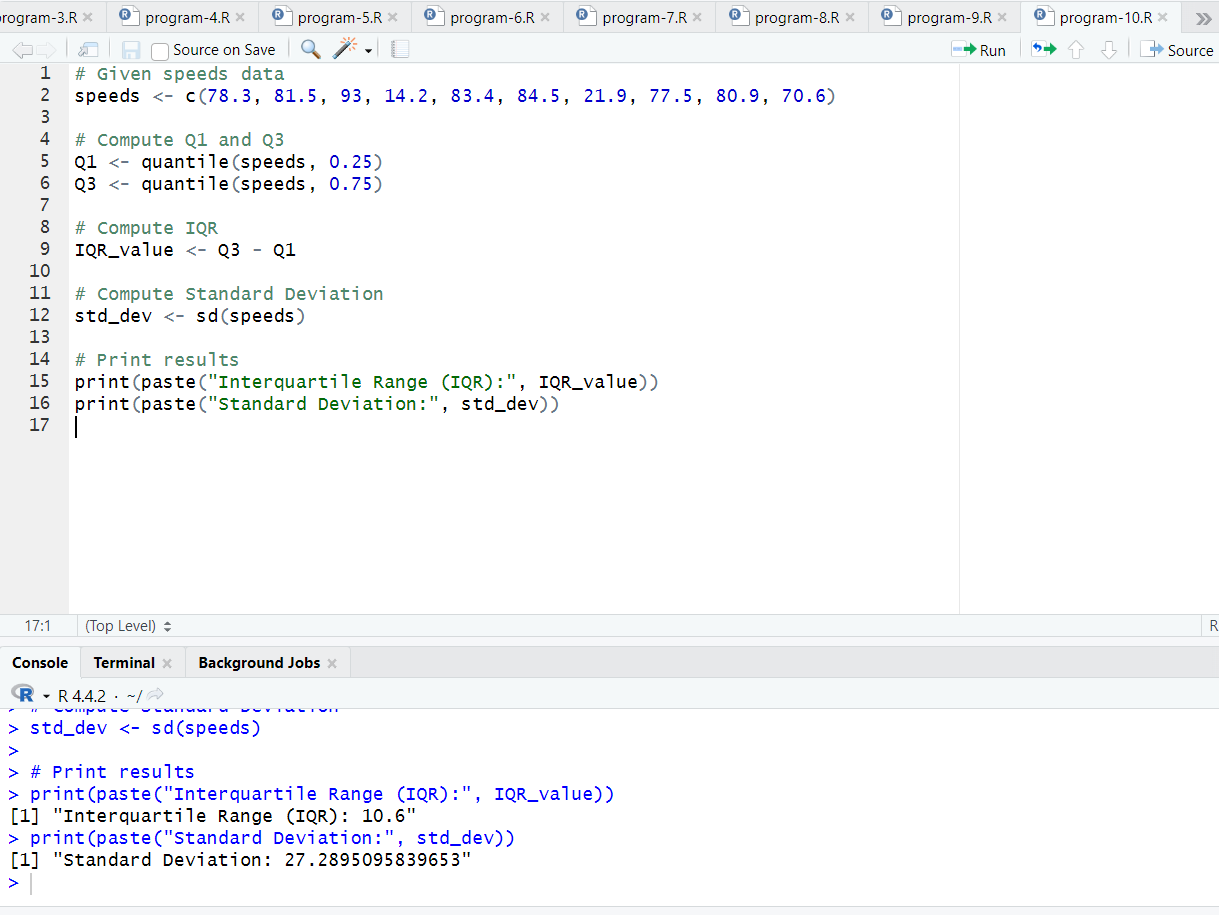 rogram-3.R program-4.R program-5.R program-6.R program-7.R program-8.R program-9.R program-10.R
Source on Save Run Source
1 # Given speeds data
2 speeds <- c(78.3, 81.5, 93, 14.2, 83.4, 84.5, 21.9, 77.5, 80.9, 70.6)
3
4 # Compute Q1 and Q3
5 Q1 <- quantile(speeds, 0.25)
6 Q3 <- quantile(speeds, 0.75)
7
8 # Compute IQR
9 IQR_value <- Q3 - Q1
10
11 # Compute Standard Deviation
12 std_dev <- sd(speeds)
13
14 # Print results
15 print(paste("Interquartile Range (IQR):", IQR_value))
16 print(paste("Standard Deviation:", std_dev))
17
17:1 (Top Level) R
Console Terminal Background Jobs
R R 4.4.2 · ~/
> # Compute Standard Deviation
> std_dev <- sd(speeds)
>
> # Print results
> print(paste("Interquartile Range (IQR):", IQR_value))
[1] "Interquartile Range (IQR): 10.6"
> print(paste("Standard Deviation:", std_dev))
[1] "Standard Deviation: 27.2895095839653"
>